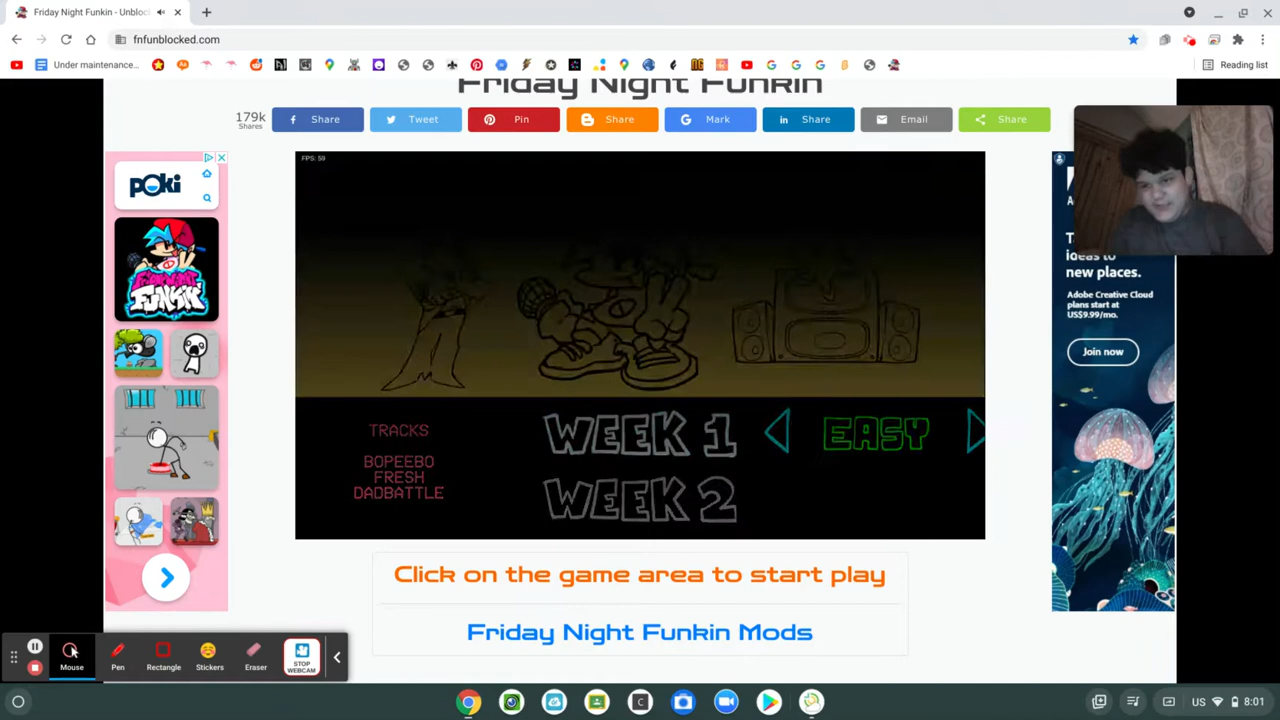 Friday Night Funkin - Unbloc
fnfunblocked.com
Under maintenance...
Reading list
Friday Night Funkin
179k
Shares
Share
Tweet
Pin
Share
Mark
Share
Email
Share
poki
FRIDAY NIGHT
FUNKIN
FPS: 59
TRACKS
BOPEEBO
FRESH
DADBATTLE
WEEK 1
WEEK 2
EASY
ideas to
new places.
Adobe Creative Cloud
plans start at
US$9.99/mo.
Join now
Click on the game area to start play
Friday Night Funkin Mods
Mouse
Pen
Rectangle
Stickers
Eraser
STOP
WEBCAM
US
8:01